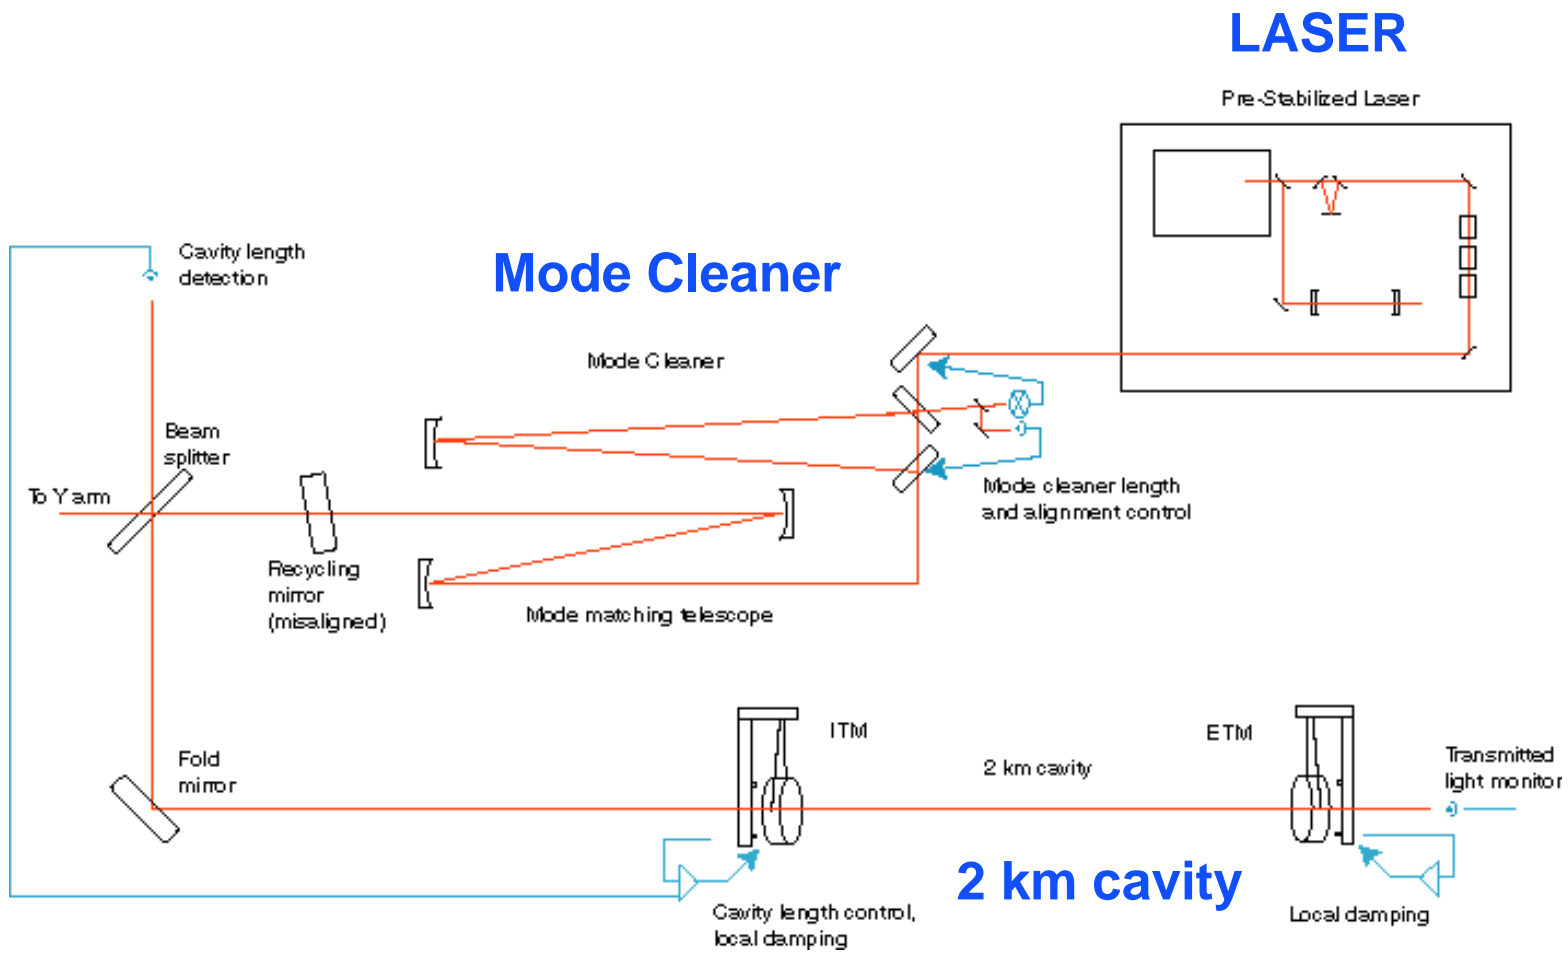 LASER
Pre-Stabilized Laser
Cavity length
detection
Mode Cleaner
Mode Cleaner
Beam
splitter
To Y arm
Mode cleaner length
and alignment control
Recycling
mirror
(misaligned)
Mode matching telescope
ITM
ETM
Fold
mirror
2 km cavity
Transmitted
light monitor
2 km cavity
Cavity length control,
local damping
Local damping